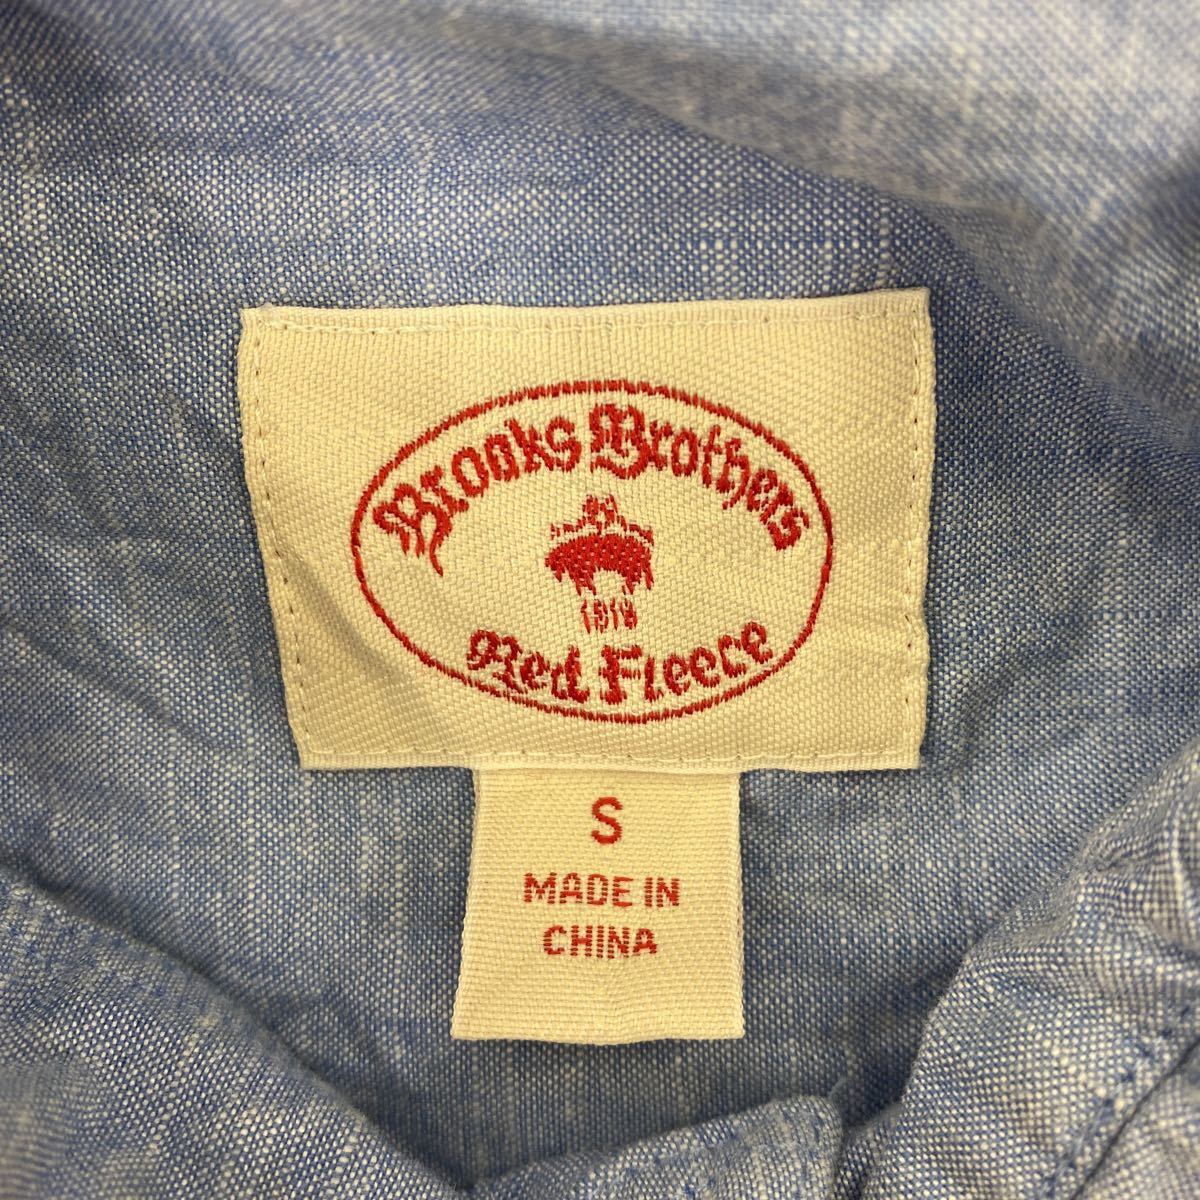 Brooks Brothers
1818
Red Fleece
S
MADE IN
CHINA